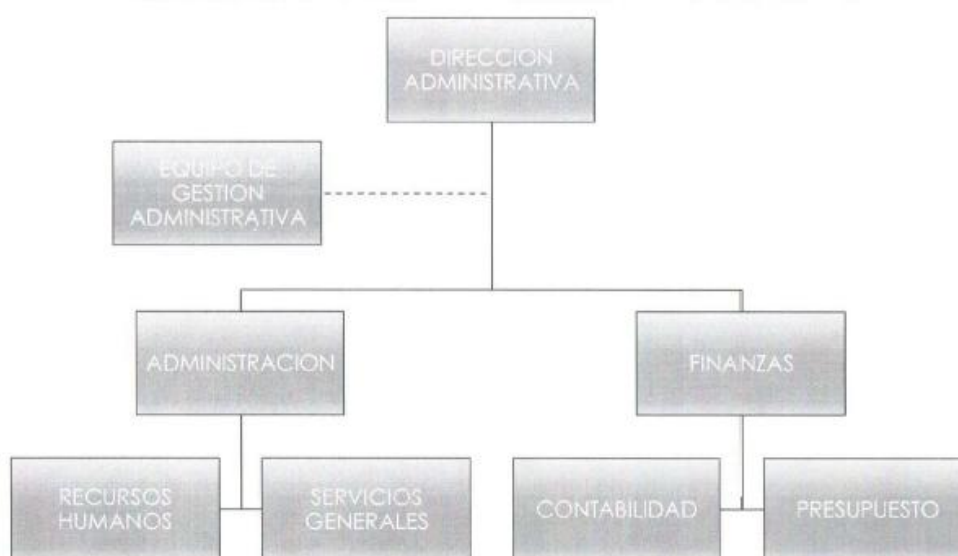 DIRECCION
ADMINISTRATIVA
EQUIPO DE
GESTION
ADMINISTRATIVA
ADMINISTRACION
FINANZAS
RECURSOS
HUMANOS
SERVICIOS
GENERALES
CONTABILIDAD
PRESUPUESTO